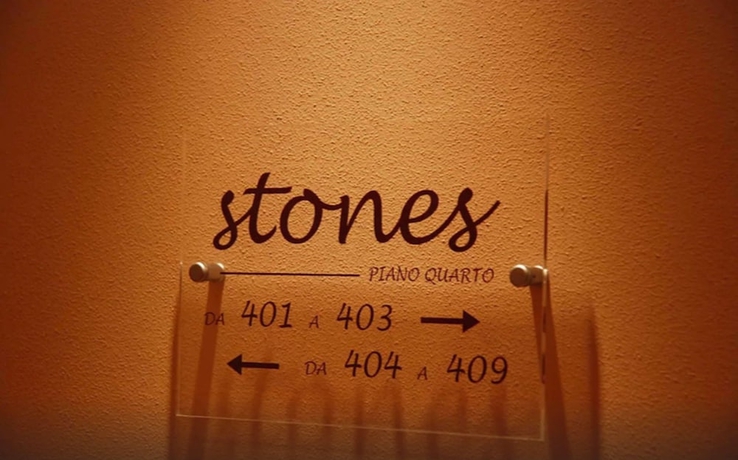 stones
PIANO QUARTO
DA 401 A 403 →
← DA 404 A 409